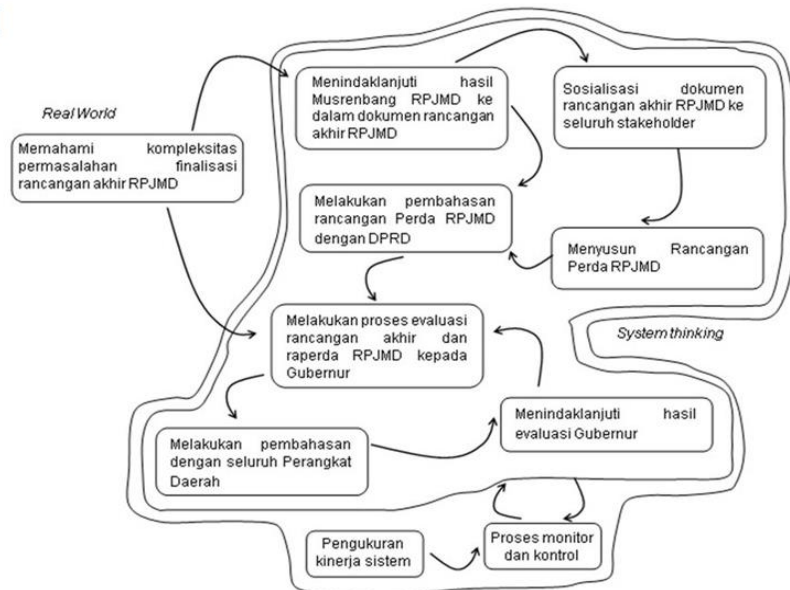 Real World
Memahami kompleksitas
permasalahan finalisasi
rancangan akhir RPJMD
Menindaklanjuti hasil
Musrenbang RPJMD ke
dalam dokumen rancangan
akhir RPJMD
Sosialisasi dokumen
rancangan akhir RPJMD ke
seluruh stakeholder
Melakukan pembahasan
rancangan Perda RPJMD
dengan DPRD
Menyusun Rancangan
Perda RPJMD
Melakukan proses evaluasi
rancangan akhir dan
raperda RPJMD kepada
Gubernur
System thinking
Menindaklanjuti hasil
evaluasi Gubernur
Melakukan pembahasan
dengan seluruh Perangkat
Daerah
Pengukuran
kinerja sistem
Proses monitor
dan kontrol